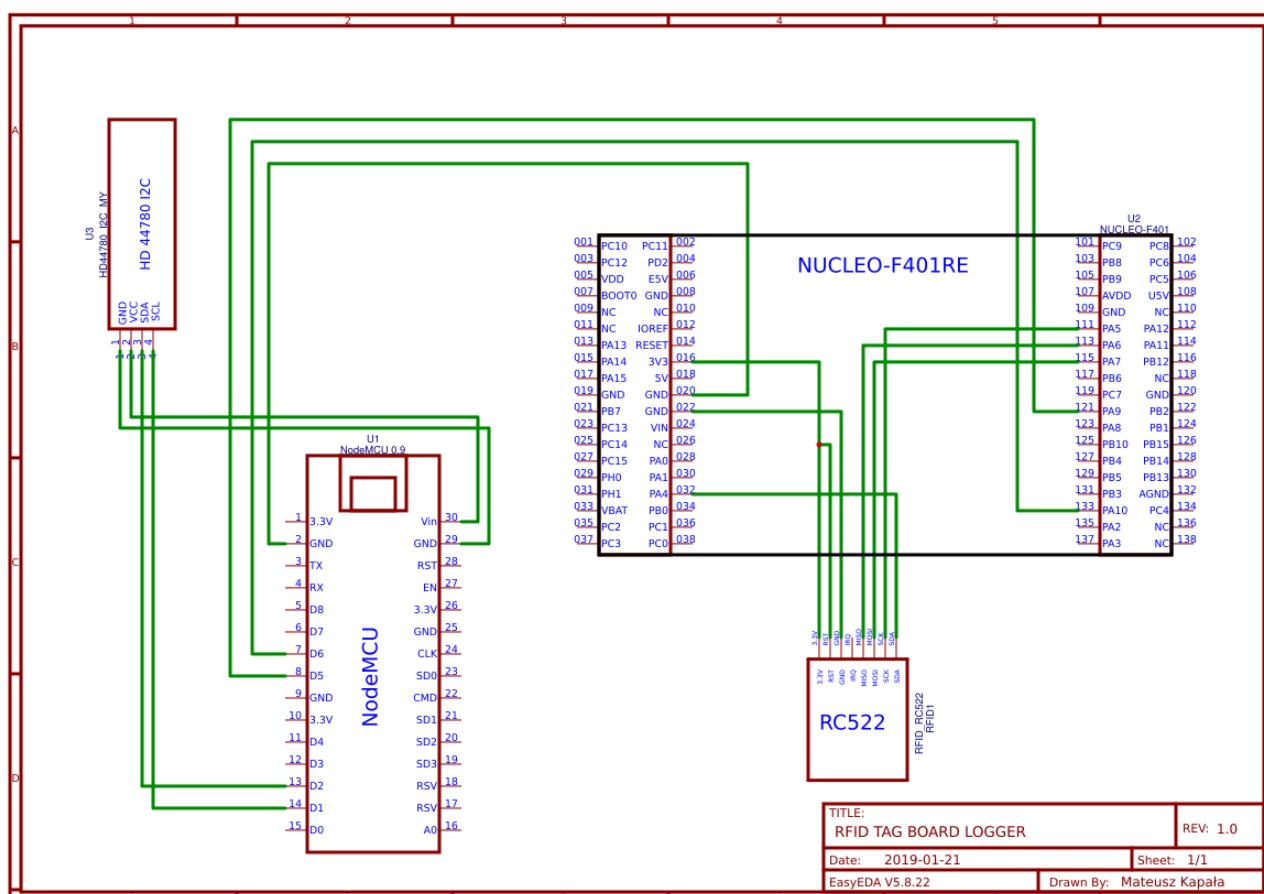 1
2
3
4
5
A
B
C
D
U3
HD44780_I2C_MY
HD 44780 I2C
GND
VCC
SDA
SCL
1
2
3
4
U1
NodeMCU 0.9
NodeMCU
1 3.3V Vin 30
2 GND GND 29
3 TX RST 28
4 RX EN 27
5 D8 3.3V 26
6 D7 GND 25
7 D6 CLK 24
8 D5 SD0 23
9 GND CMD 22
10 3.3V SD1 21
11 D4 SD2 20
12 D3 SD3 19
13 D2 RSV 18
14 D1 RSV 17
15 D0 A0 16
NUCLEO-F401RE
001 PC10 PC11 002
003 PC12 PD2 004
005 VDD E5V 006
007 BOOT0 GND 008
009 NC NC 010
011 NC IOREF 012
013 PA13 RESET 014
015 PA14 3V3 016
017 PA15 5V 018
019 GND GND 020
021 PB7 GND 022
023 PC13 VIN 024
025 PC14 NC 026
027 PC15 PA0 028
029 PH0 PA1 030
031 PH1 PA4 032
033 VBAT PB0 034
035 PC2 PC1 036
037 PC3 PC0 038
U2
NUCLEO-F401
101 PC9 PC8 102
103 PB8 PC6 104
105 PB9 PC5 106
107 AVDD U5V 108
109 GND NC 110
111 PA5 PA12 112
113 PA6 PA11 114
115 PA7 PB12 116
117 PB6 NC 118
119 PC7 GND 120
121 PA9 PB2 122
123 PA8 PB1 124
125 PB10 PB15 126
127 PB4 PB14 128
129 PB5 PB13 130
131 PB3 AGND 132
133 PA10 PC4 134
135 PA2 NC 136
137 PA3 NC 138
3.3V RST GND IRQ MISO MOSI SCK SDA
3.3V RST GND IRQ MISO MOSI SCK SDA
RC522
RFID_RC522
RFID1
TITLE:
RFID TAG BOARD LOGGER
REV: 1.0
Date: 2019-01-21
Sheet: 1/1
EasyEDA V5.8.22
Drawn By: Mateusz Kapała